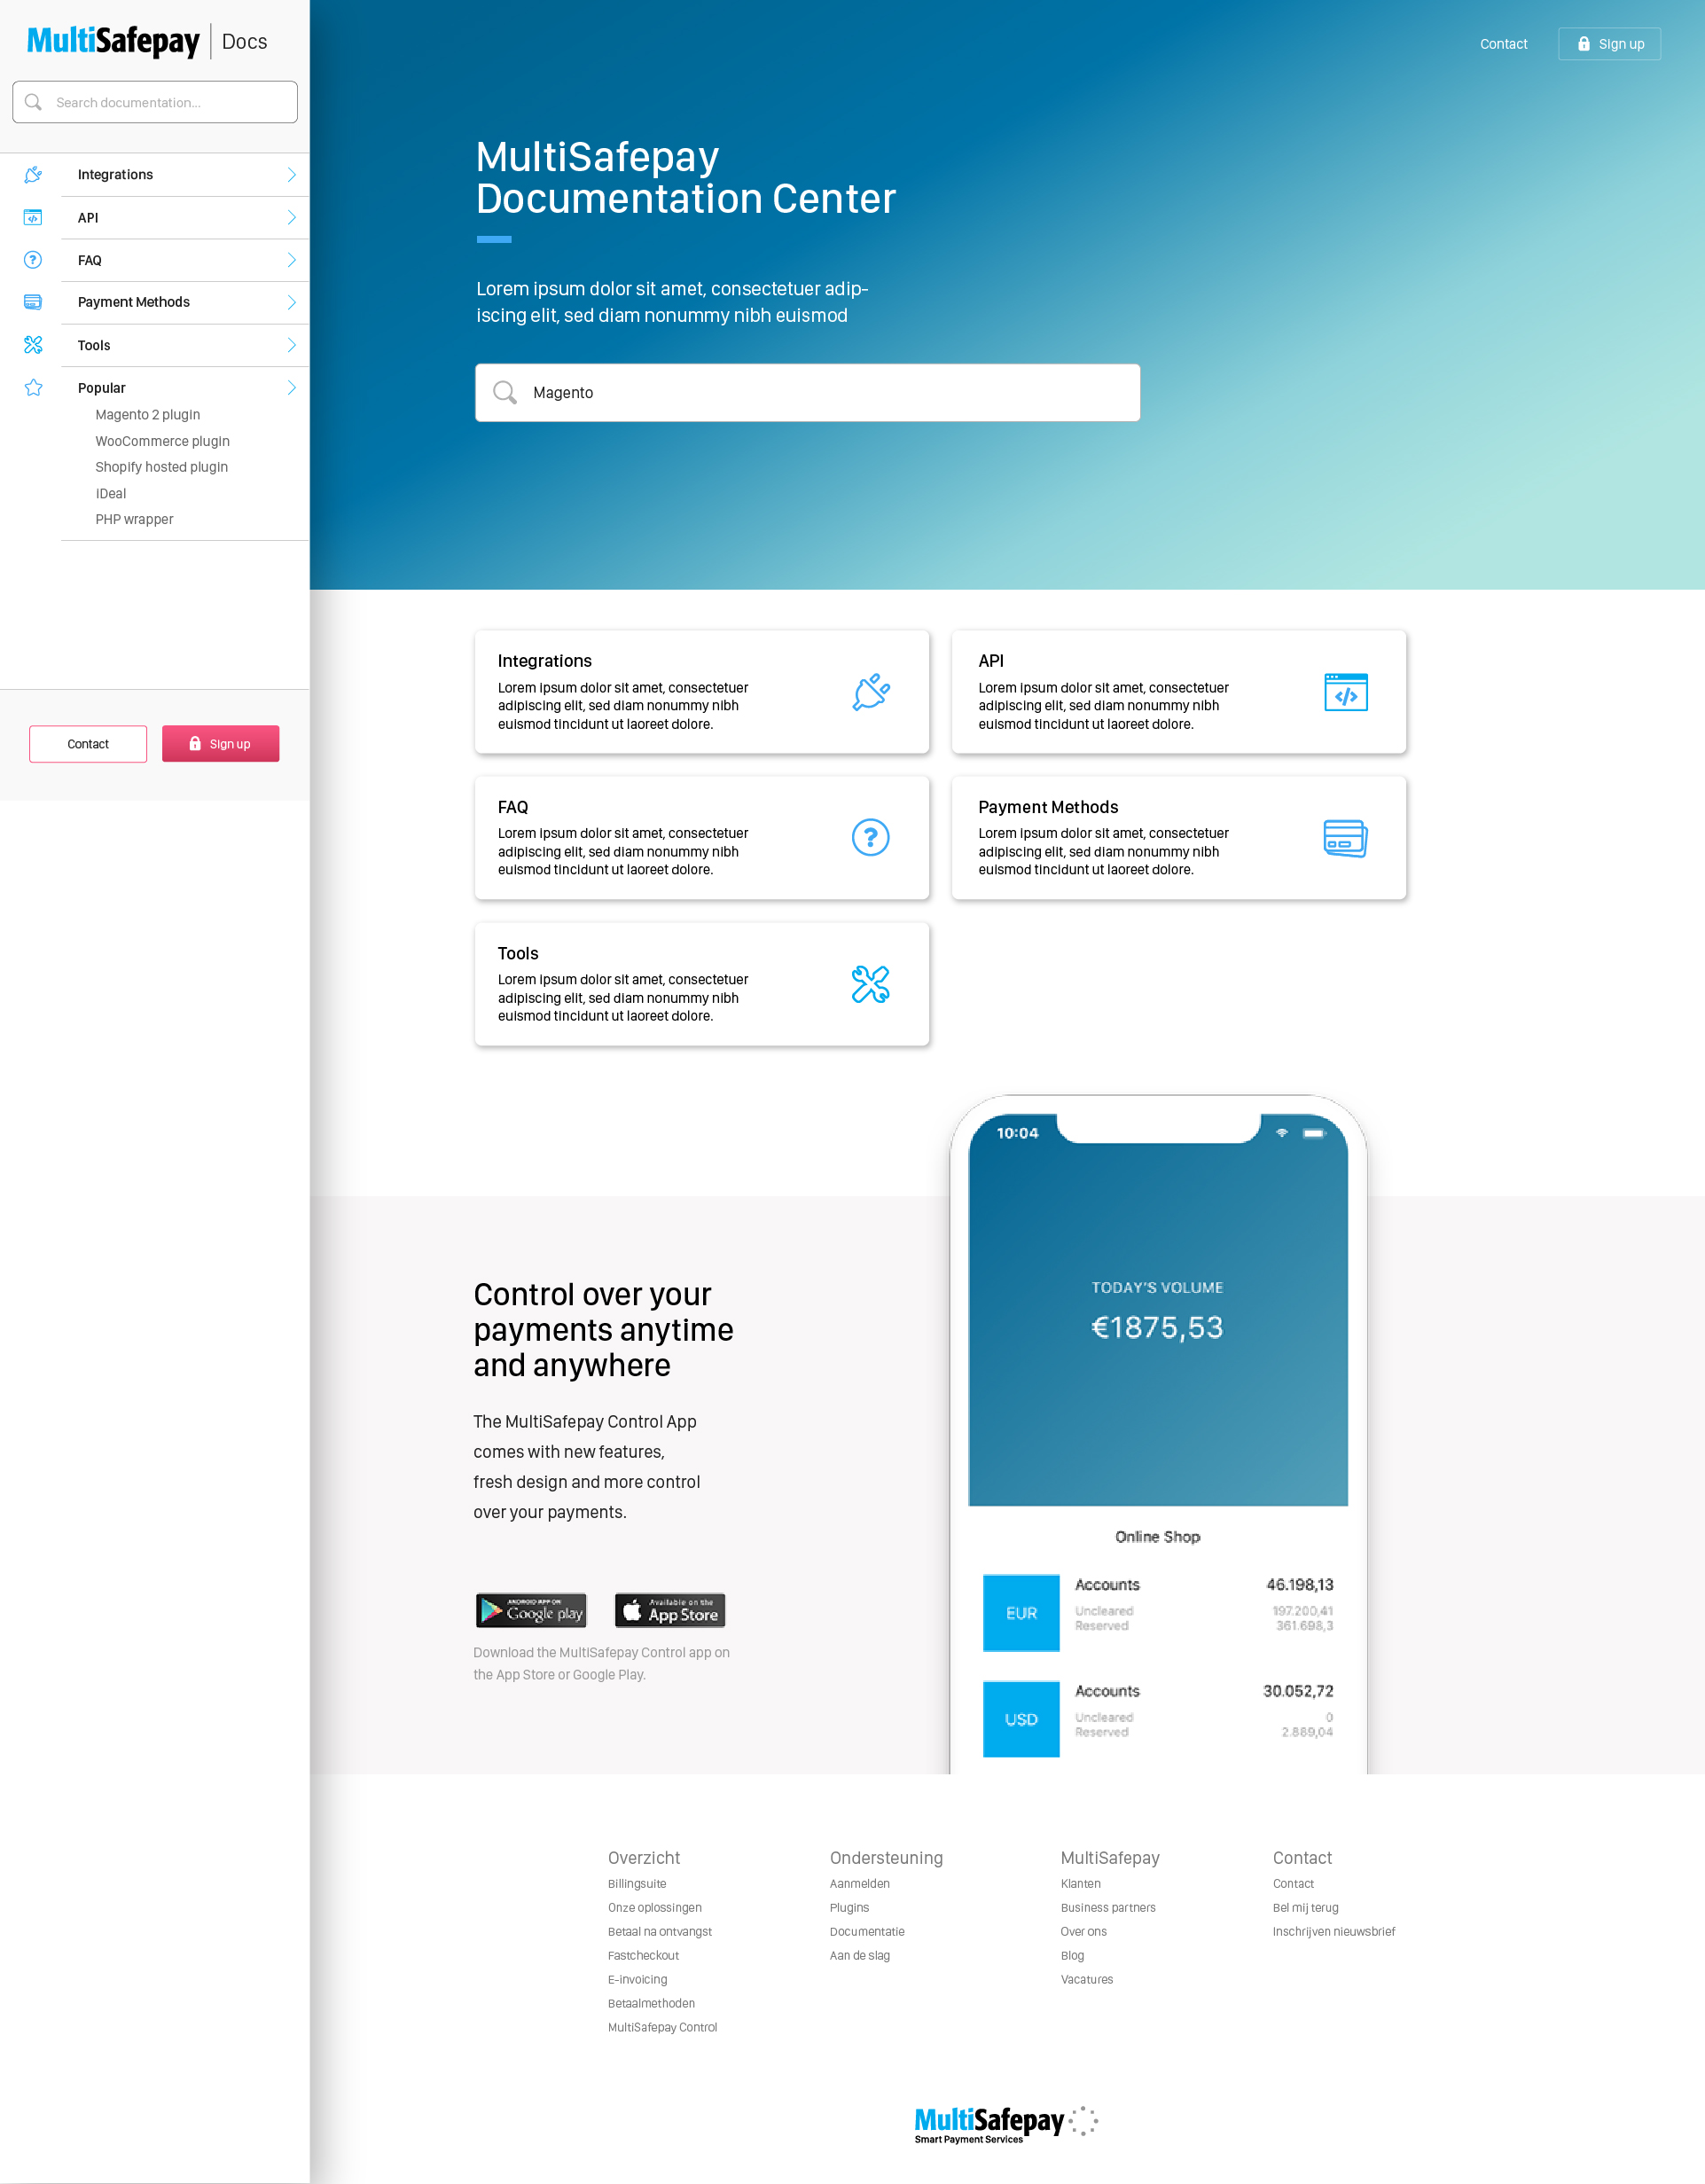 MultiSafepay Docs
Search documentation...
Integrations
API
FAQ
Payment Methods
Tools
Popular
Magento 2 plugin
WooCommerce plugin
Shopify hosted plugin
iDeal
PHP wrapper
Contact
Sign up
Contact
Sign up
MultiSafepay
Documentation Center
Lorem ipsum dolor sit amet, consectetuer adip-
iscing elit, sed diam nonummy nibh euismod
Magento
Integrations
Lorem ipsum dolor sit amet, consectetuer
adipiscing elit, sed diam nonummy nibh
euismod tincidunt ut laoreet dolore.
API
Lorem ipsum dolor sit amet, consectetuer
adipiscing elit, sed diam nonummy nibh
euismod tincidunt ut laoreet dolore.
FAQ
Lorem ipsum dolor sit amet, consectetuer
adipiscing elit, sed diam nonummy nibh
euismod tincidunt ut laoreet dolore.
Payment Methods
Lorem ipsum dolor sit amet, consectetuer
adipiscing elit, sed diam nonummy nibh
euismod tincidunt ut laoreet dolore.
Tools
Lorem ipsum dolor sit amet, consectetuer
adipiscing elit, sed diam nonummy nibh
euismod tincidunt ut laoreet dolore.
Control over your
payments anytime
and anywhere
The MultiSafepay Control App
comes with new features,
fresh design and more control
over your payments.
ANDROID APP ON
Google play
Available on the
App Store
Download the MultiSafepay Control app on
the App Store or Google Play.
10:04
TODAY'S VOLUME
€1875,53
Online Shop
EUR
Accounts 46.198,13
Uncleared 197.200,41
Reserved 361.698,3
USD
Accounts 30.052,72
Uncleared 0
Reserved 2.889,04
Overzicht
Billingsuite
Onze oplossingen
Betaal na ontvangst
Fastcheckout
E-invoicing
Betaalmethoden
MultiSafepay Control
Ondersteuning
Aanmelden
Plugins
Documentatie
Aan de slag
MultiSafepay
Klanten
Business partners
Over ons
Blog
Vacatures
Contact
Contact
Bel mij terug
Inschrijven nieuwsbrief
MultiSafepay
Smart Payment Services